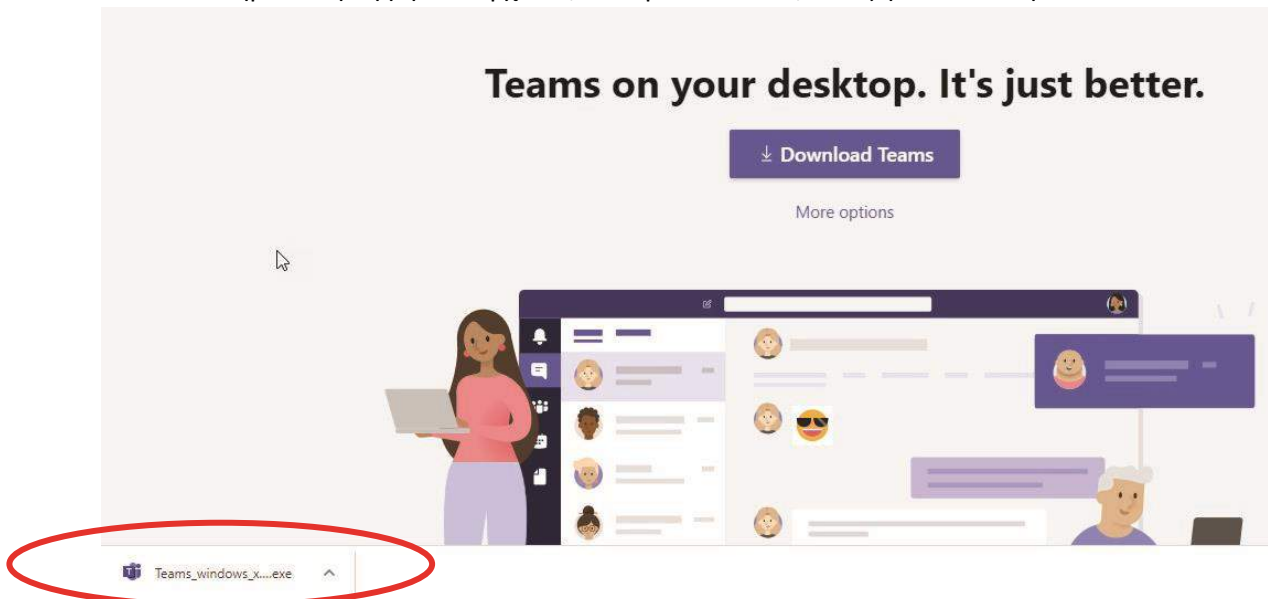 Teams on your desktop. It's just better.
Download Teams
More options
Teams_windows_x....exe